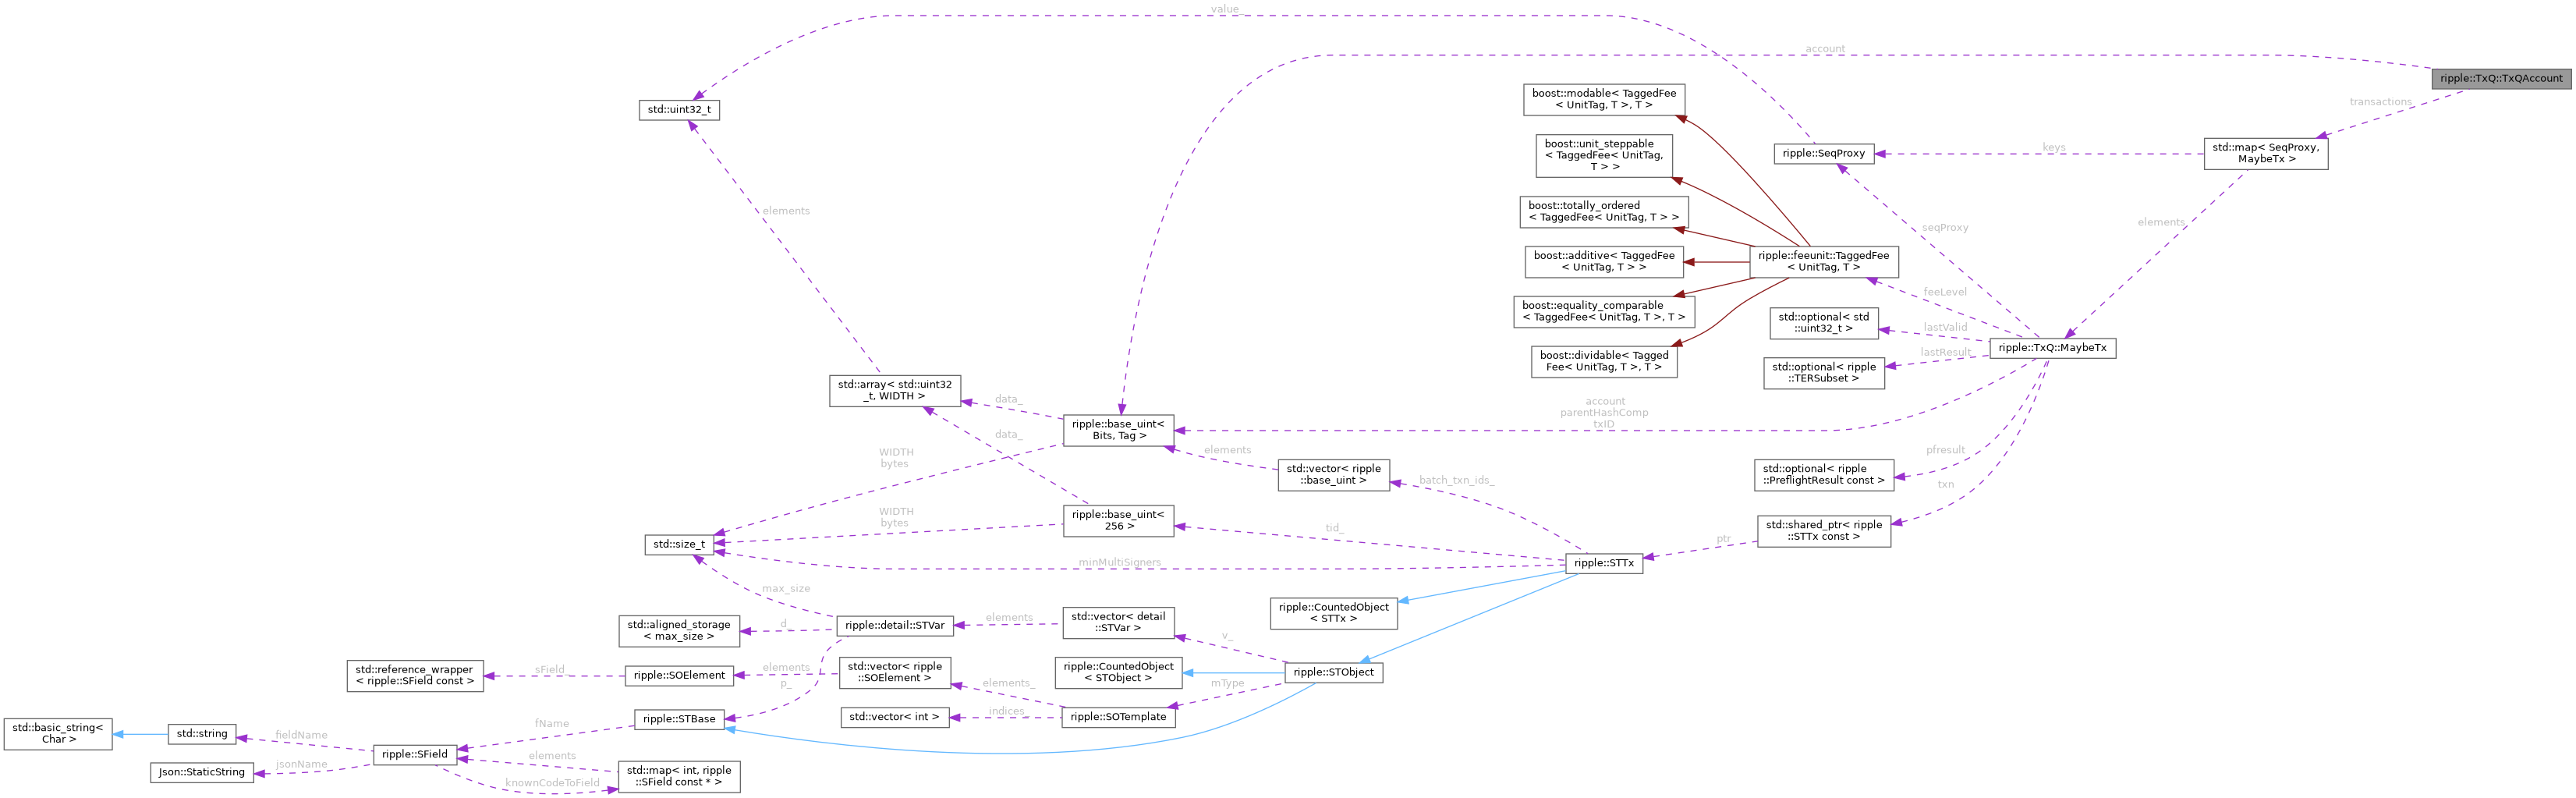 value_
account
ripple::TxQ::TxQAccount
transactions
std::uint32_t
boost::modable< TaggedFee
< UnitTag, T >, T >
boost::unit_steppable
< TaggedFee< UnitTag,
T > >
ripple::SeqProxy
keys
std::map< SeqProxy,
MaybeTx >
elements
boost::totally_ordered
< TaggedFee< UnitTag, T > >
seqProxy
elements
boost::additive< TaggedFee
< UnitTag, T > >
ripple::feeunit::TaggedFee
< UnitTag, T >
boost::equality_comparable
< TaggedFee< UnitTag, T >, T >
feeLevel
std::optional< std
::uint32_t >
lastValid
boost::dividable< Tagged
Fee< UnitTag, T >, T >
lastResult
ripple::TxQ::MaybeTx
std::optional< ripple
::TERSubset >
std::array< std::uint32
_t, WIDTH >
data_
ripple::base_uint<
Bits, Tag >
account
parentHashComp
txID
data_
WIDTH
bytes
elements
std::vector< ripple
::base_uint >
batch_txn_ids_
pfresult
std::optional< ripple
::PreflightResult const >
txn
WIDTH
bytes
ripple::base_uint<
256 >
tid_
std::shared_ptr< ripple
::STTx const >
ptr
std::size_t
minMultiSigners
ripple::STTx
max_size
ripple::CountedObject
< STTx >
std::aligned_storage
< max_size >
d_
ripple::detail::STVar
elements
std::vector< detail
::STVar >
v_
std::reference_wrapper
< ripple::SField const >
sField_
ripple::SOElement
elements
p_
std::vector< ripple
::SOElement >
elements_
ripple::CountedObject
< STObject >
mType
ripple::STObject
std::vector< int >
indices_
ripple::SOTemplate
std::basic_string<
Char >
std::string
fieldName
fName
ripple::STBase
ripple::SField
elements
Json::StaticString
jsonName
knownCodeToField
std::map< int, ripple
::SField const * >